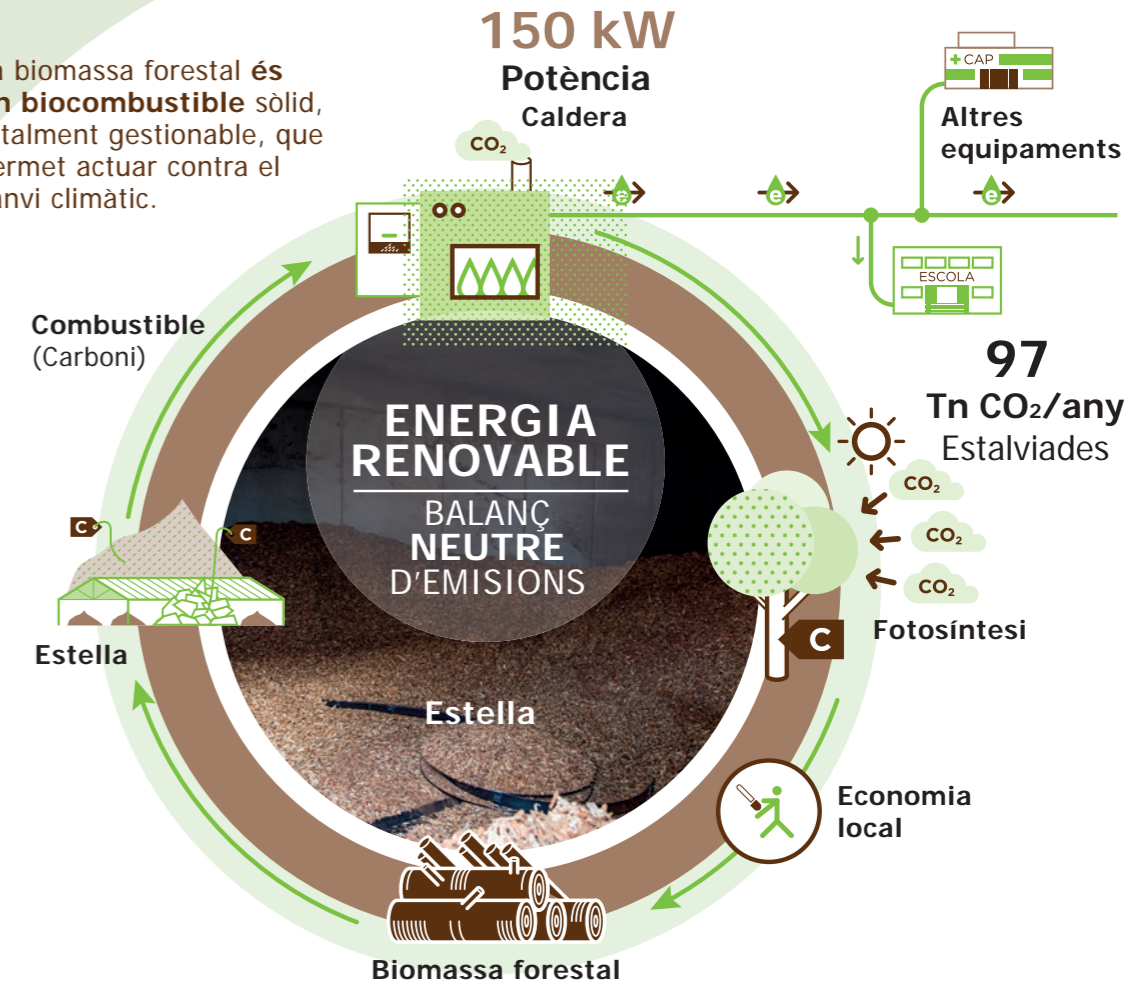 150 kW
Potència
Caldera
a biomassa forestal és
n biocombustible sòlid,
talment gestionable, que
ermet actuar contra el
anvi climàtic.
CO₂
+ CAP
Altres
equipaments
e
e
e
ESCOLA
Combustible
(Carboni)
97
Tn CO₂/any
Estalviades
ENERGIA
RENOVABLE
BALANÇ
NEUTRE
D'EMISIONS
CO₂
CO₂
CO₂
C
C
Estella
C
Fotosíntesi
Estella
Economia
local
Biomassa forestal